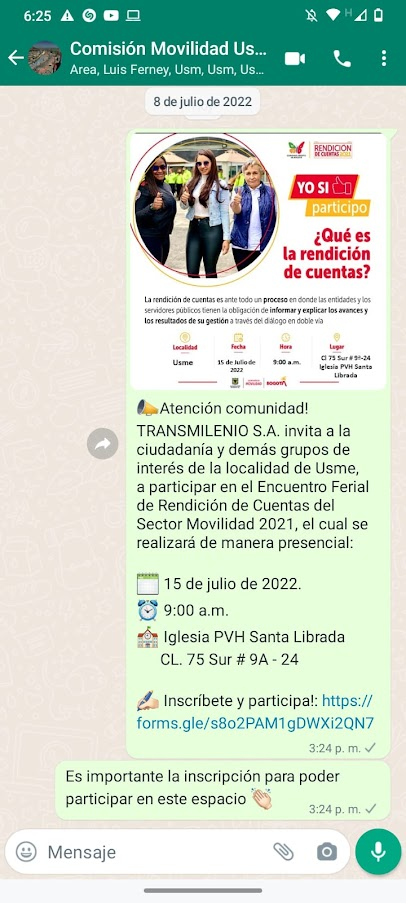 6:25
Comisión Movilidad Us...
Area, Luis Ferney, Usm, Usm, Us...
8 de julio de 2022
RENDICIÓN
DE CUENTAS 2021
YO SI
participo
¿Qué es
la rendición
de cuentas?
La rendición de cuentas es ante todo un proceso en donde las entidades y los
servidores públicos tienen la obligación de informar y explicar los avances y
los resultados de su gestión a través del diálogo en doble vía
Localidad Fecha Hora Lugar
Usme 15 de Julio de 9:00 a.m. Cl 75 Sur # 9ª-24
2022 Iglesia PVH Santa
Librada
BOGOTÁ
📣Atención comunidad!
TRANSMILENIO S.A. invita a la
ciudadanía y demás grupos de
interés de la localidad de Usme,
a participar en el Encuentro Ferial
de Rendición de Cuentas del
Sector Movilidad 2021, el cual se
realizará de manera presencial:
🗓 15 de julio de 2022.
⏰ 9:00 a.m.
🏫 Iglesia PVH Santa Librada
CL. 75 Sur # 9A - 24
✍🏻 Inscríbete y participa!: https://
forms.gle/s8o2PAM1gDWXi2QN7
3:24 p. m.
Es importante la inscripción para poder
participar en este espacio 👏🏻
3:24 p. m.
Mensaje